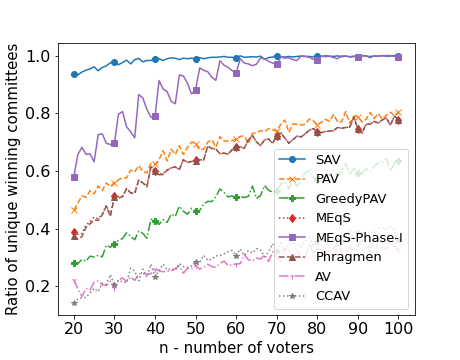 Ratio of unique winning committees
1.0
0.8
0.6
0.4
0.2
SAV
PAV
GreedyPAV
MEqS
MEqS-Phase-I
Phragmen
AV
CCAV
20 30 40 50 60 70 80 90 100
n - number of voters